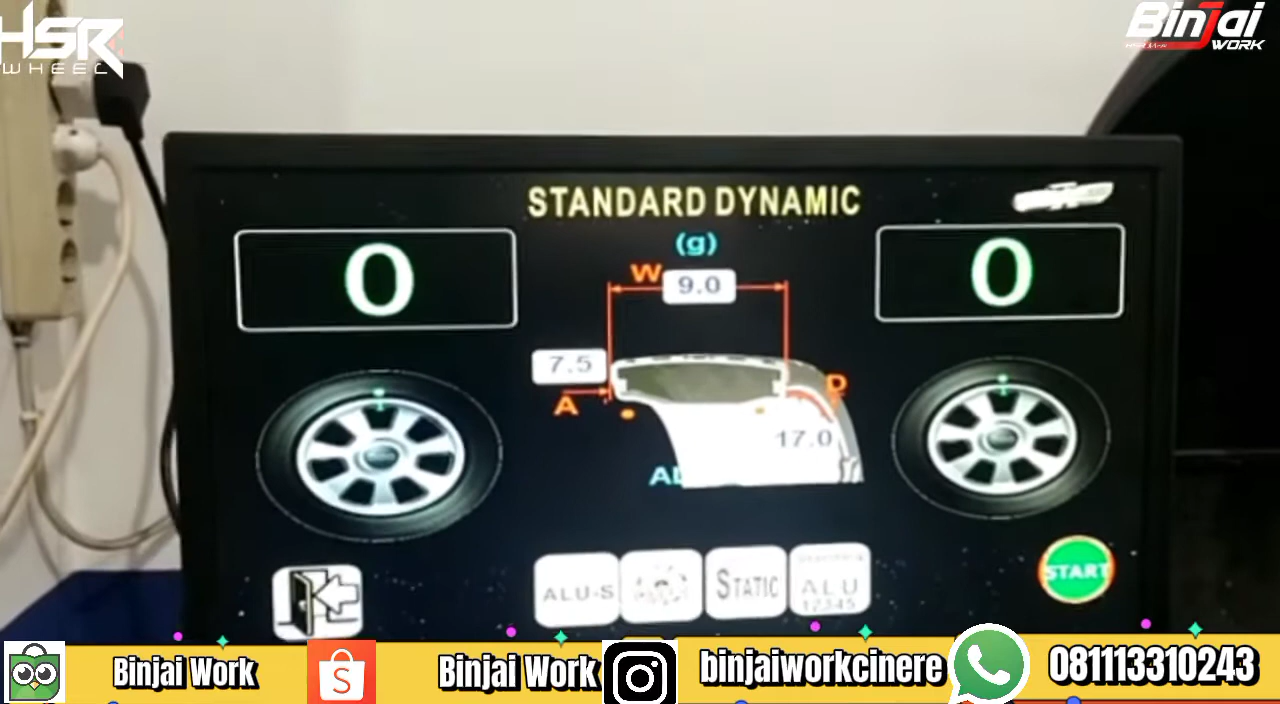 HSR
WHEEL
Binjai
WORK
STANDARD DYNAMIC
(g)
0
0
W
9.0
7.5
A
D
17.0
AL
ALU-S
STATIC
ALU
12345
START
Binjai Work
Binjai Work
binjaiworkcinere
081113310243